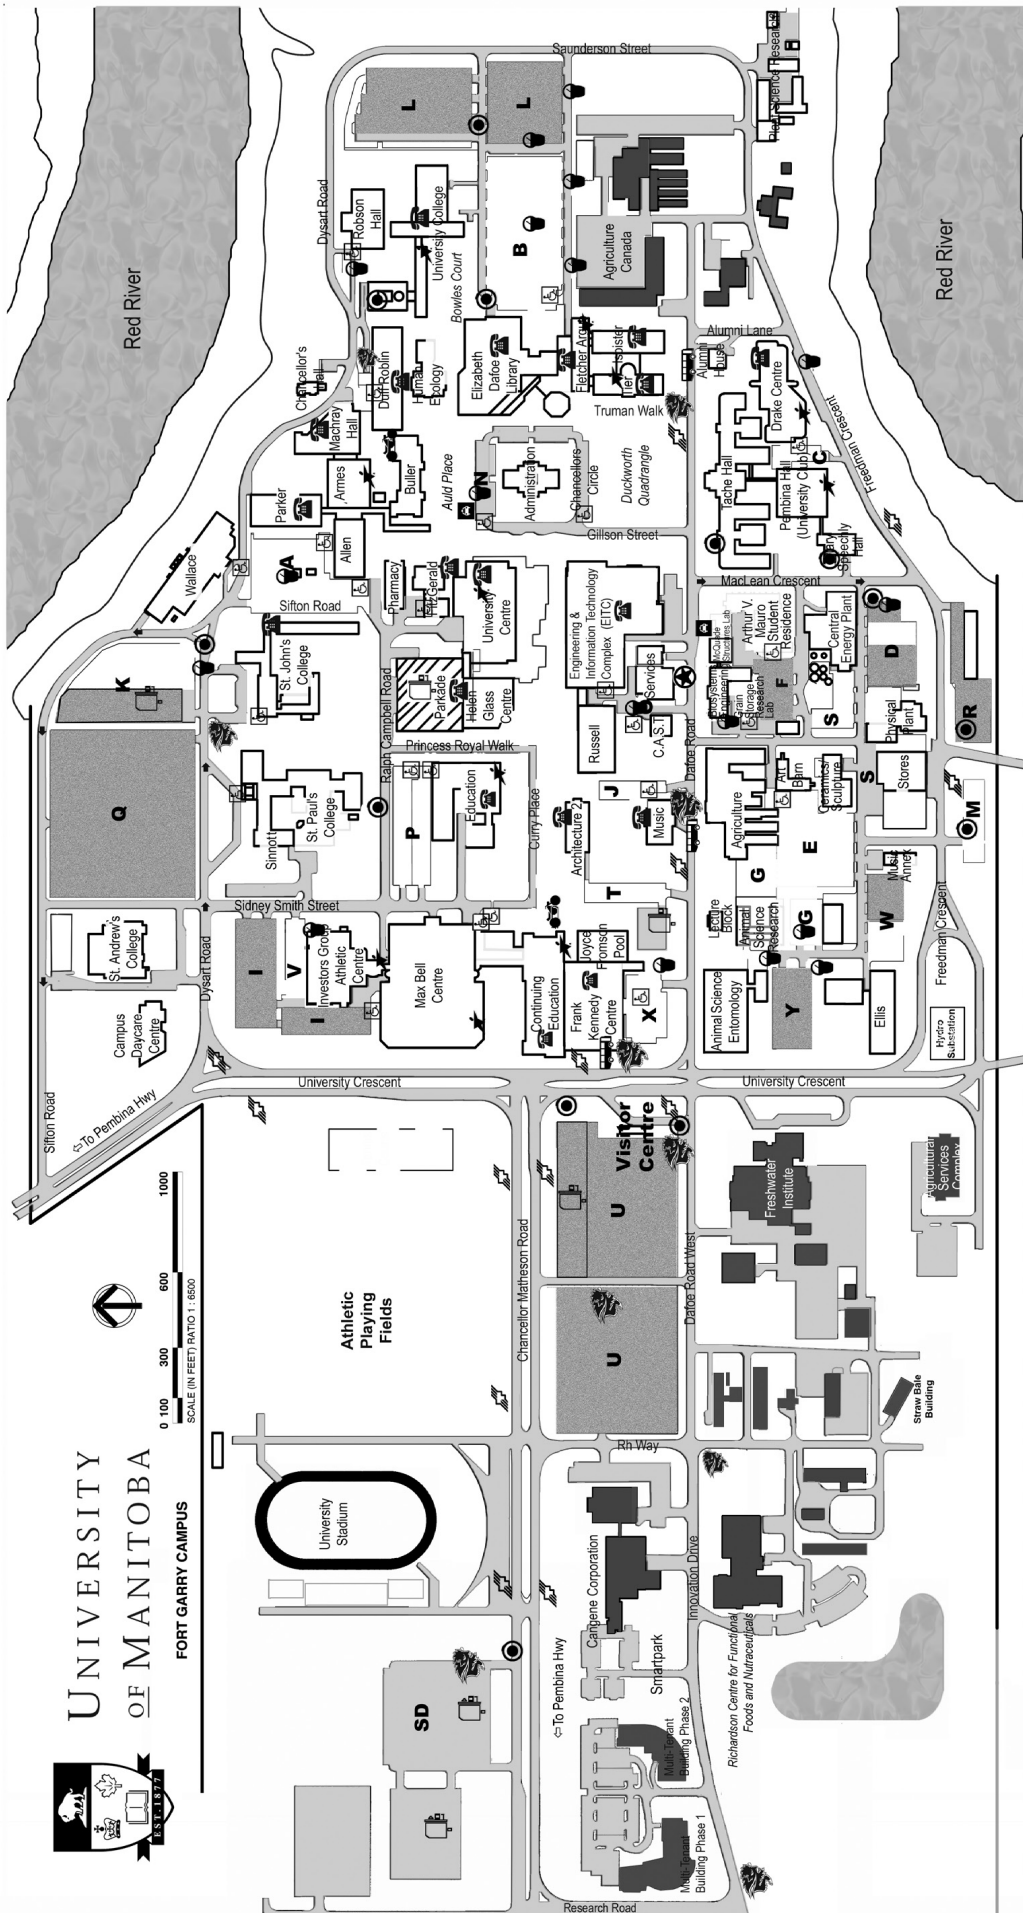 UNIVERSITY
OF MANITOBA
FORT GARRY CAMPUS
EST. 1877
0 100 300 600 1000
SCALE (IN FEET) RATIO 1 : 6500
Red River
Red River
Saunderson Street
Plant Science Research
L
L
Dysart Road
Robson
Hall
University College
Bowles Court
B
Agriculture
Canada
Chancellor's
Hall
Duff Roblin
Human
Ecology
Elizabeth
Dafoe
Library
Fletcher Argue
Isbister
Tier
Truman Walk
Alumni Lane
Alumni
House
Drake Centre
Freedman Crescent
Machray
Hall
Armes
Buller
Auld Place
N
Administration
Chancellors
Circle
Duckworth
Quadrangle
Tache Hall
Pembina Hall
(University Club)
C
Mary
Speechly
Hall
Parker
Allen
A
Wallace
Gillson Street
MacLean Crescent
Sifton Road
Pharmacy
FitzGerald
University
Centre
Engineering &
Information Technology
Complex (EITC)
McQuade
Structures Lab
Arthur V.
Mauro
Student
Residence
Central
Energy Plant
D
St. John's
College
K
Parkade
Helen
Glass
Centre
Services
Russell
C.A.S.T.
Biosystems
Engineering
Grain
Storage
Research
Lab
F
S
Physical
Plant
R
Ralph Campbell Road
Princess Royal Walk
Dafoe Road
Q
Sinnott
St. Paul's
College
P
Education
Curry Place
Architecture 2
J
Music
Agriculture
Art
Barn
Ceramics/
Sculpture
S
Stores
M
G
E
T
Music
Annex
W
Sidney Smith Street
St. Andrew's
College
Dysart Road
I
V
I
Investors Group
Athletic
Centre
Max Bell
Centre
Continuing
Education
Joyce
Fromson
Pool
Frank
Kennedy
Centre
X
Lecture
Block
Animal
Science
Research
G
Animal Science
Entomology
Y
Ellis
Freedman Crescent
Hydro
Substation
Campus
Daycare
Centre
University Crescent
University Crescent
Sifton Road
⇦To Pembina Hwy
Visitor
Centre
U
U
Chancellor Matheson Road
Dafoe Road West
Freshwater
Institute
Agricultural
Services
Complex
Athletic
Playing
Fields
Straw Bale
Building
Rh Way
University
Stadium
Cangene Corporation
Innovation Drive
Smartpark
Richardson Centre for Functional
Foods and Nutraceuticals
SD
⇦To Pembina Hwy
Multi-Tenant
Building Phase 2
Multi-Tenant
Building Phase 1
Research Road